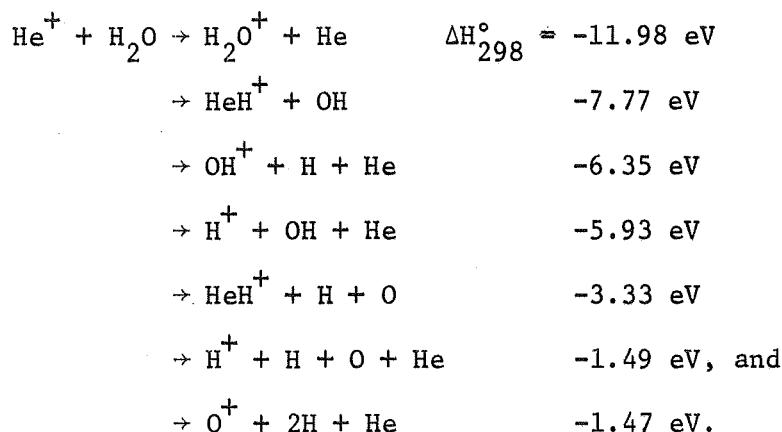 He⁺ + H₂O → H₂O⁺ + He ΔH°₂₉₈ = -11.98 eV
→ HeH⁺ + OH -7.77 eV
→ OH⁺ + H + He -6.35 eV
→ H⁺ + OH + He -5.93 eV
→ HeH⁺ + H + O -3.33 eV
→ H⁺ + H + O + He -1.49 eV, and
→ O⁺ + 2H + He -1.47 eV.